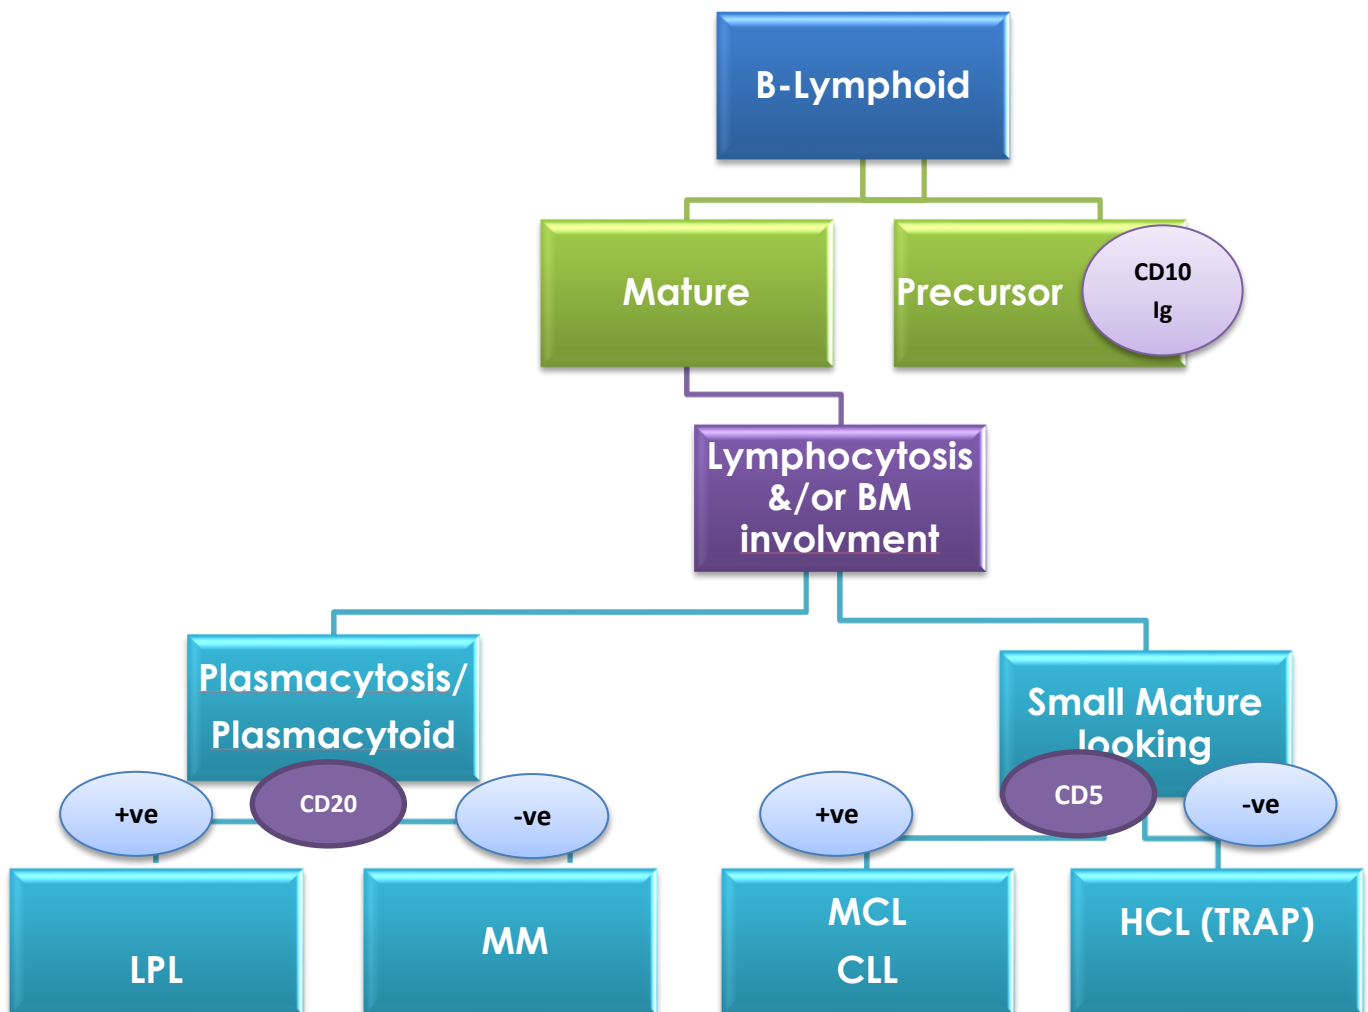 B-Lymphoid
Mature
Precursor
CD10
Ig
Lymphocytosis
&/or BM
involvment
Plasmacytosis/
Plasmacytoid
Small Mature
looking
+ve
CD20
-ve
+ve
CD5
-ve
LPL
MM
MCL
CLL
HCL (TRAP)